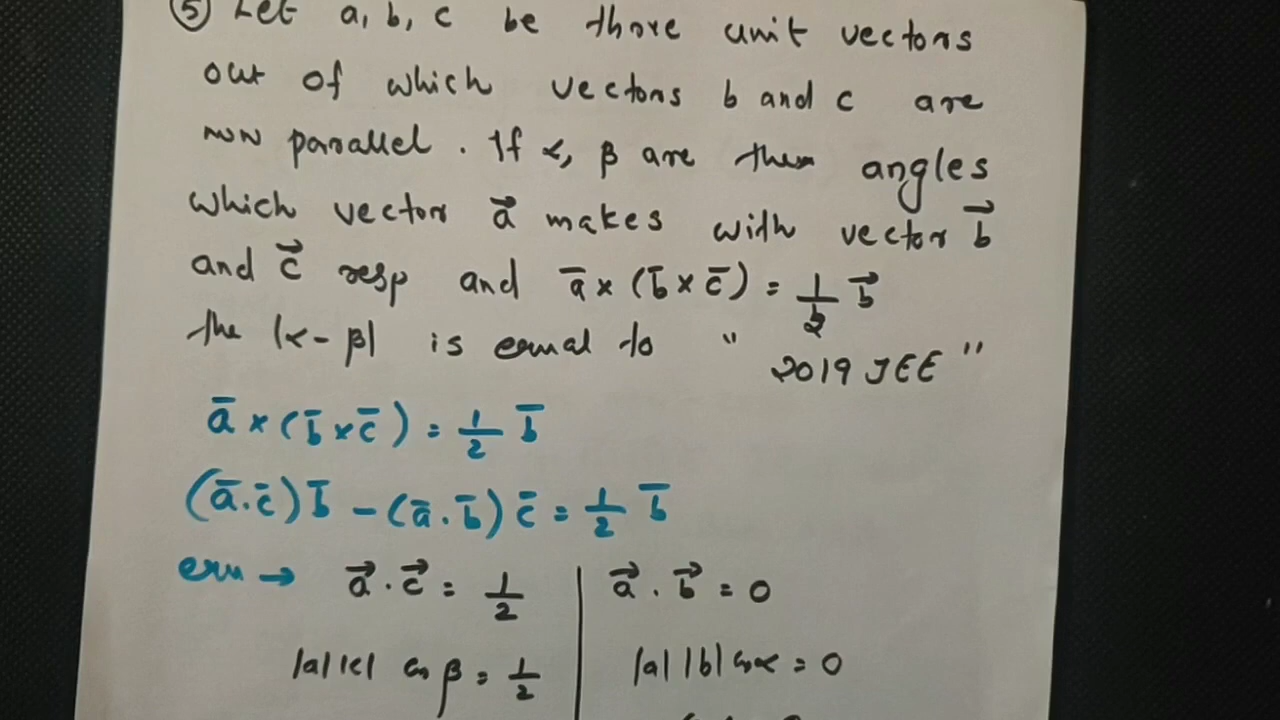 ⑤ Let a, b, c be three unit vectors
out of which vectors b and c are
non parallel. If α, β are them angles
which vector a⃗ makes with vector b⃗
and c⃗ resp and a̅ × (b̅ × c̅) = 1/2 b⃗
the |α - β| is equal to " 2019 JEE "
a̅ × (b̅ × c̅) = 1/2 b̅
(a̅ . c̅) b̅ - (a̅ . b̅) c̅ = 1/2 b̅
equ → a⃗ . c⃗ = 1/2 | a⃗ . b⃗ = 0
|a| |c| cos β = 1/2 | |a| |b| cos α = 0